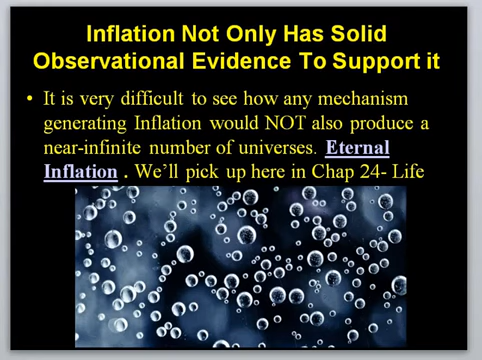 Inflation Not Only Has Solid
Observational Evidence To Support it
• It is very difficult to see how any mechanism
generating Inflation would NOT also produce a
near-infinite number of universes. Eternal
Inflation . We'll pick up here in Chap 24- Life